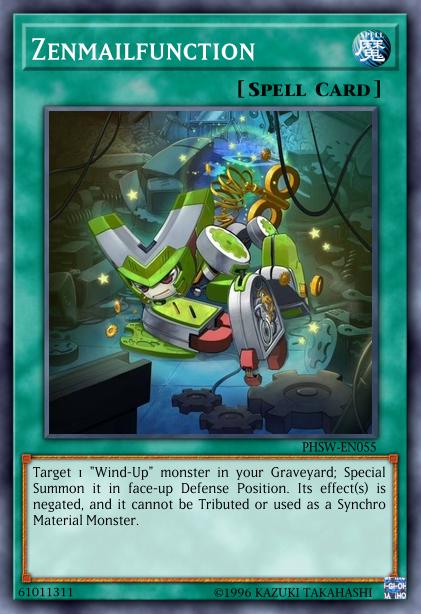 ZENMAILFUNCTION
SPELL
魔
[SPELL CARD]
PHSW-EN055
Target 1 "Wind-Up" monster in your Graveyard; Special
Summon it in face-up Defense Position. Its effect(s) is
negated, and it cannot be Tributed or used as a Synchro
Material Monster.
61011311
©1996 KAZUKI TAKAHASHI